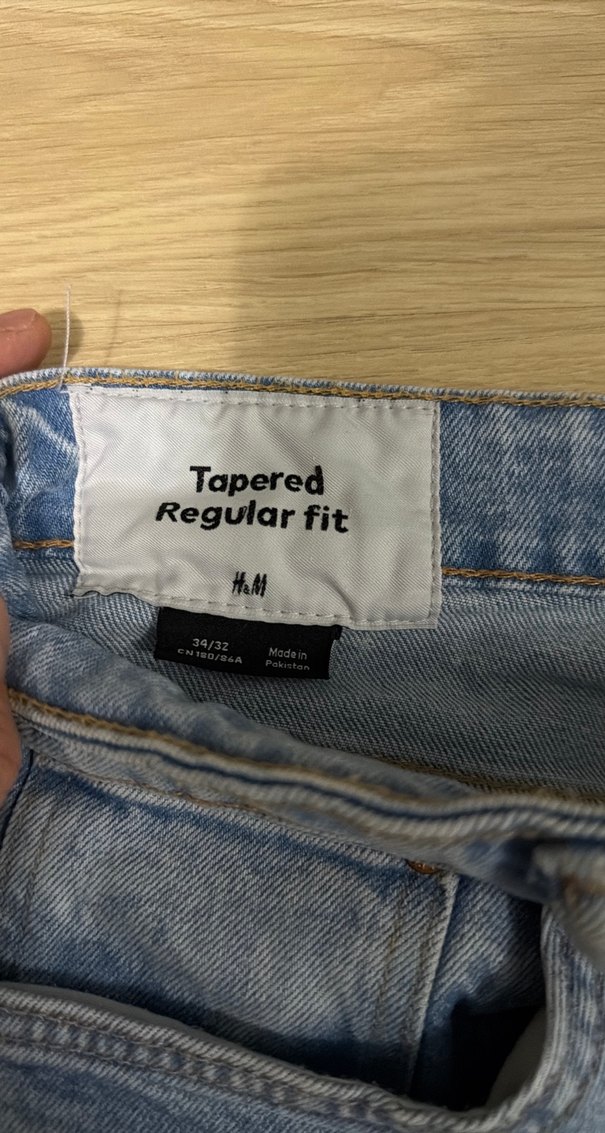 Tapered
Regular fit
H&M
34/32
CN 180/86A
Made in
Pakistan